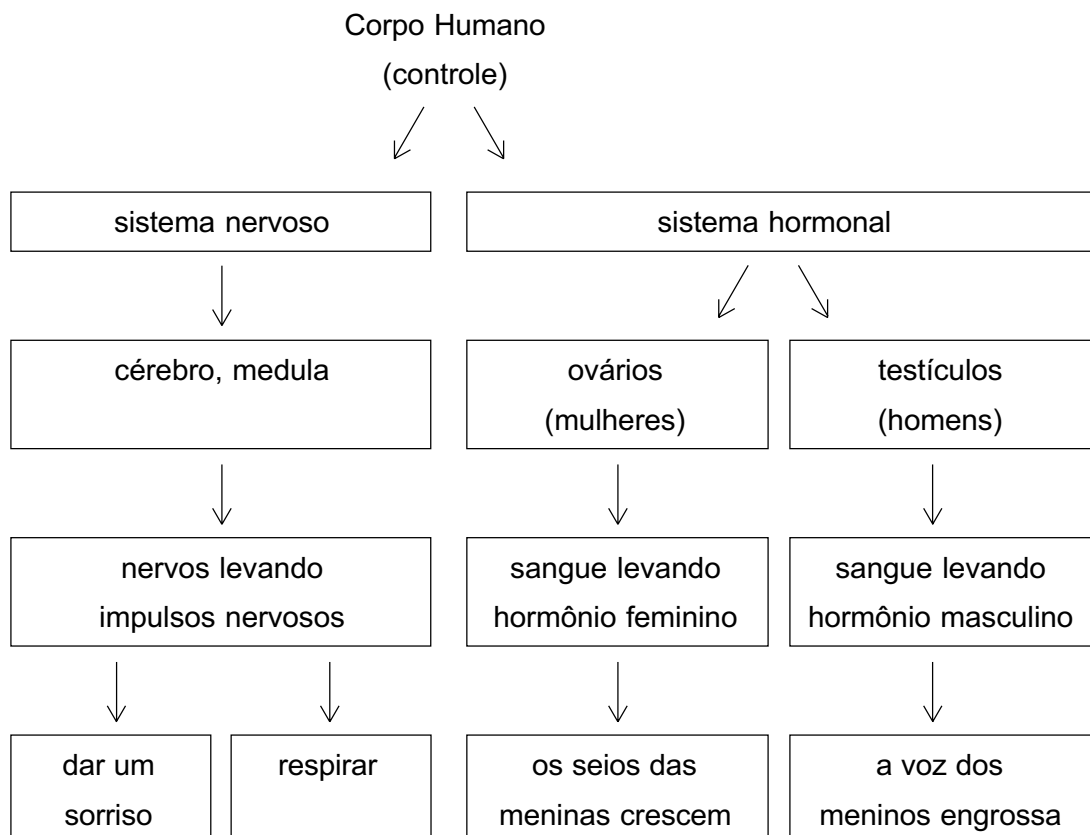 Corpo Humano
(controle)
sistema nervoso
sistema hormonal
cérebro, medula
ovários
(mulheres)
testículos
(homens)
nervos levando
impulsos nervosos
sangue levando
hormônio feminino
sangue levando
hormônio masculino
dar um
sorriso
respirar
os seios das
meninas crescem
a voz dos
meninos engrossa